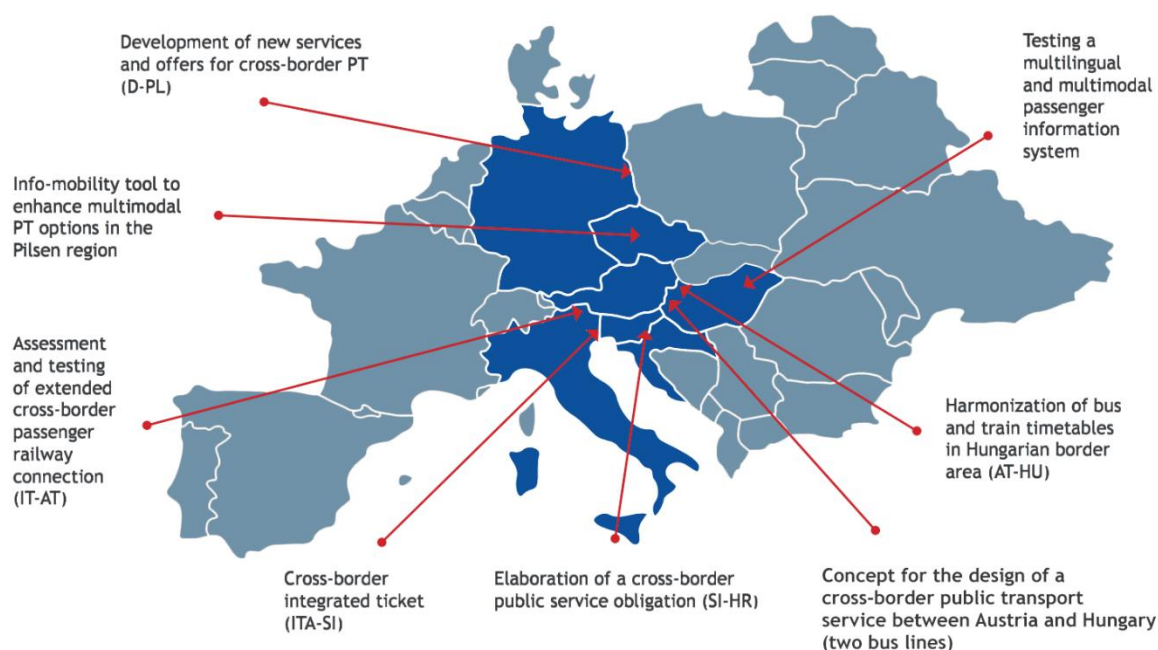 Development of new services
and offers for cross-border PT
(D-PL)
Testing a
multilingual
and multimodal
passenger
information
system
Info-mobility tool to
enhance multimodal
PT options in the
Pilsen region
Assessment
and testing
of extended
cross-border
passenger
railway
connection
(IT-AT)
Harmonization of bus
and train timetables
in Hungarian border
area (AT-HU)
Cross-border
integrated ticket
(ITA-SI)
Elaboration of a cross-border
public service obligation (SI-HR)
Concept for the design of a
cross-border public transport
service between Austria and Hungary
(two bus lines)